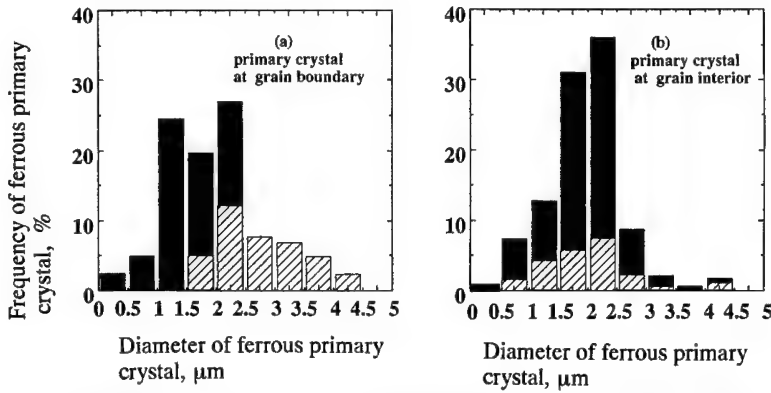 Frequency of ferrous primary
crystal, %
40
30
20
10
0
(a)
primary crystal
at grain boundary
0 0.5 1 1.5 2 2.5 3 3.5 4 4.5 5
Diameter of ferrous primary
crystal, μm
40
30
20
10
0
(b)
primary crystal
at grain interior
0 0.5 1 1.5 2 2.5 3 3.5 4 4.5 5
Diameter of ferrous primary
crystal, μm